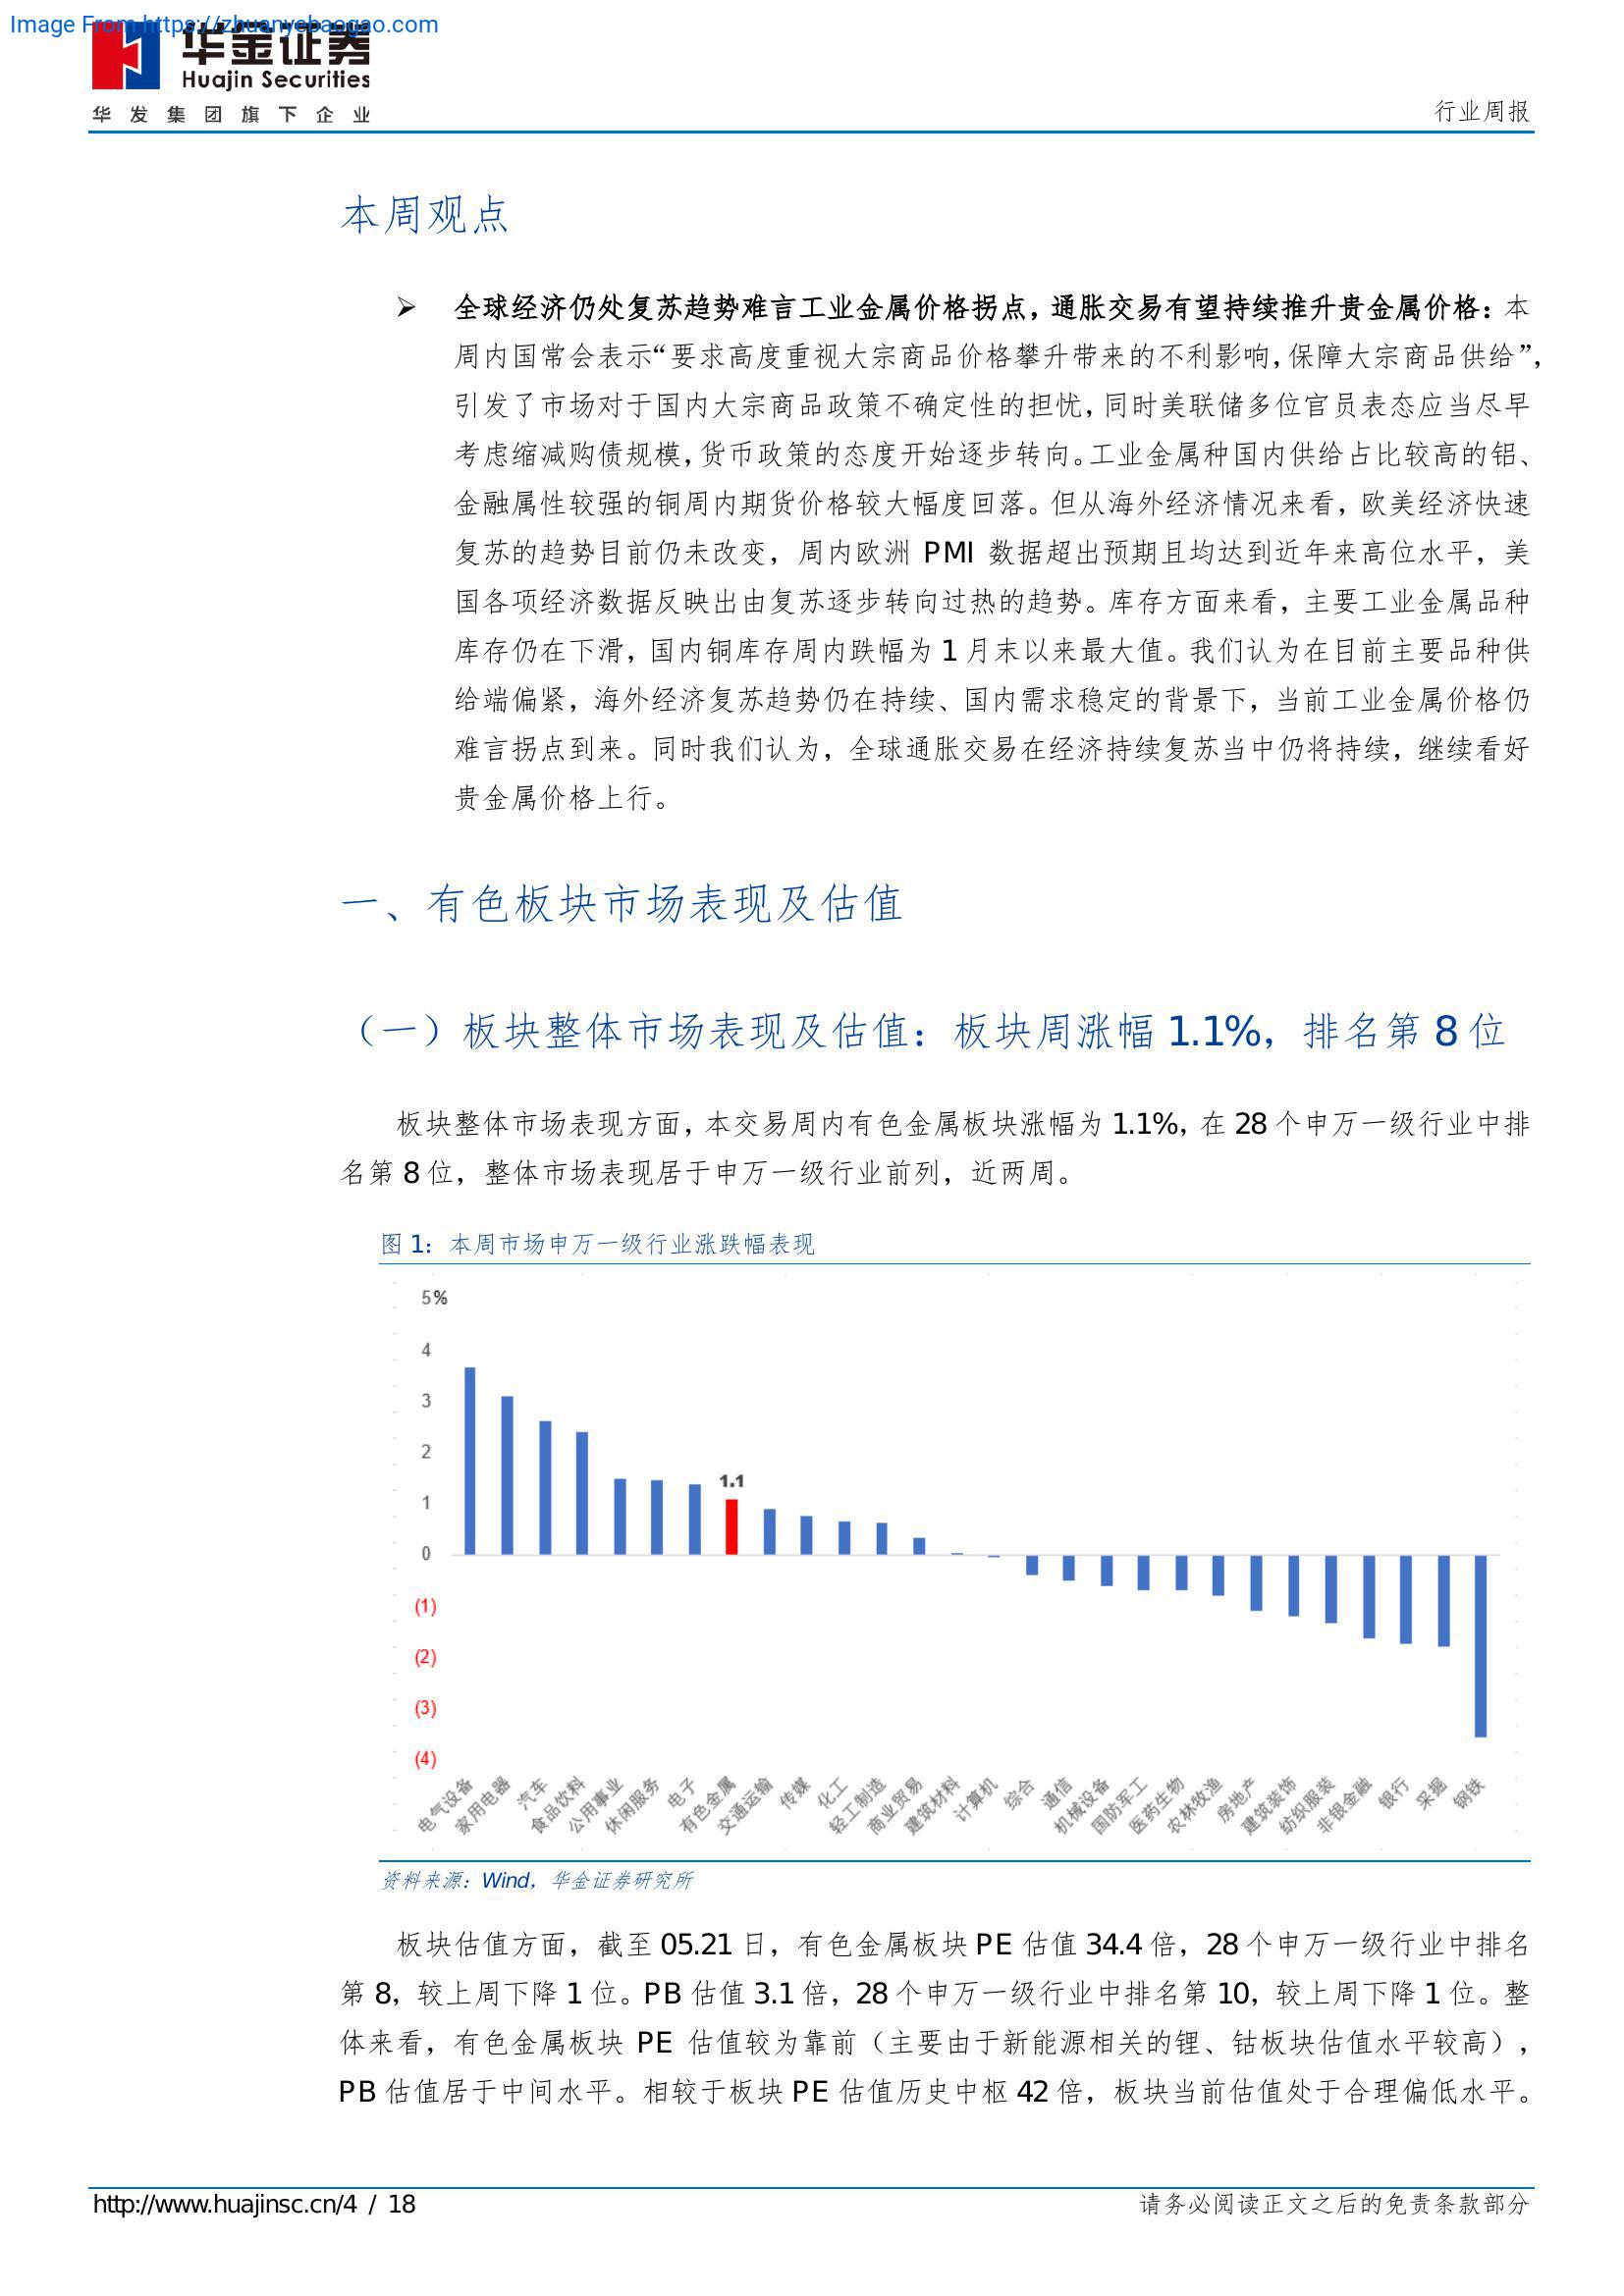 Image From https://zhuanyebaogao.com
华金证券
Huajin Securities
华发集团旗下企业
行业周报
本周观点
➢ 全球经济仍处复苏趋势难言工业金属价格拐点，通胀交易有望持续推升贵金属价格：本
周内国常会表示“要求高度重视大宗商品价格攀升带来的不利影响，保障大宗商品供给”，
引发了市场对于国内大宗商品政策不确定性的担忧，同时美联储多位官员表态应当尽早
考虑缩减购债规模，货币政策的态度开始逐步转向。工业金属种国内供给占比较高的铝、
金融属性较强的铜周内期货价格较大幅度回落。但从海外经济情况来看，欧美经济快速
复苏的趋势目前仍未改变，周内欧洲 PMI 数据超出预期且均达到近年来高位水平，美
国各项经济数据反映出由复苏逐步转向过热的趋势。库存方面来看，主要工业金属品种
库存仍在下滑，国内铜库存周内跌幅为 1 月末以来最大值。我们认为在目前主要品种供
给端偏紧，海外经济复苏趋势仍在持续、国内需求稳定的背景下，当前工业金属价格仍
难言拐点到来。同时我们认为，全球通胀交易在经济持续复苏当中仍将持续，继续看好
贵金属价格上行。
一、有色板块市场表现及估值
（一）板块整体市场表现及估值：板块周涨幅 1.1%，排名第 8 位
板块整体市场表现方面，本交易周内有色金属板块涨幅为 1.1%，在 28 个申万一级行业中排
名第 8 位，整体市场表现居于申万一级行业前列，近两周。
图 1：本周市场申万一级行业涨跌幅表现
5%
4
3
2
1
0
(1)
(2)
(3)
(4)
1.1
电气设备
家用电器
汽车
食品饮料
公用事业
休闲服务
电子
有色金属
交通运输
传媒
化工
轻工制造
商业贸易
建筑材料
计算机
综合
通信
机械设备
国防军工
医药生物
农林牧渔
房地产
建筑装饰
纺织服装
非银金融
银行
采掘
钢铁
资料来源：Wind，华金证券研究所
板块估值方面，截至 05.21 日，有色金属板块 PE 估值 34.4 倍，28 个申万一级行业中排名
第 8，较上周下降 1 位。PB 估值 3.1 倍，28 个申万一级行业中排名第 10，较上周下降 1 位。整
体来看，有色金属板块 PE 估值较为靠前（主要由于新能源相关的锂、钴板块估值水平较高），
PB 估值居于中间水平。相较于板块 PE 估值历史中枢 42 倍，板块当前估值处于合理偏低水平。
http://www.huajinsc.cn/4 / 18
请务必阅读正文之后的免责条款部分